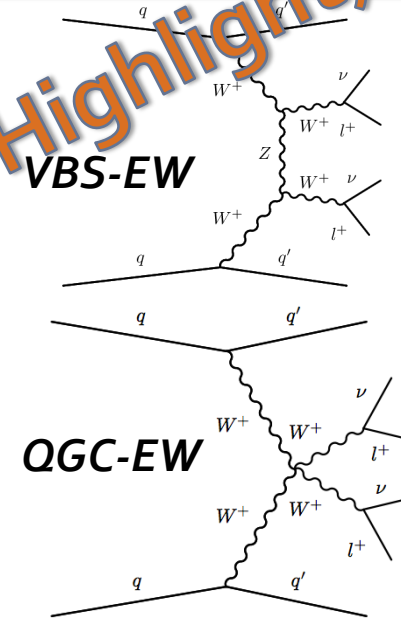 q q′
Highlight
W⁺ ν
W⁺ l⁺
Z
VBS-EW
W⁺ ν
W⁺
l⁺
q q′
q q′
ν
W⁺ W⁺
l⁺
QGC-EW
ν
W⁺ W⁺
l⁺
q q′